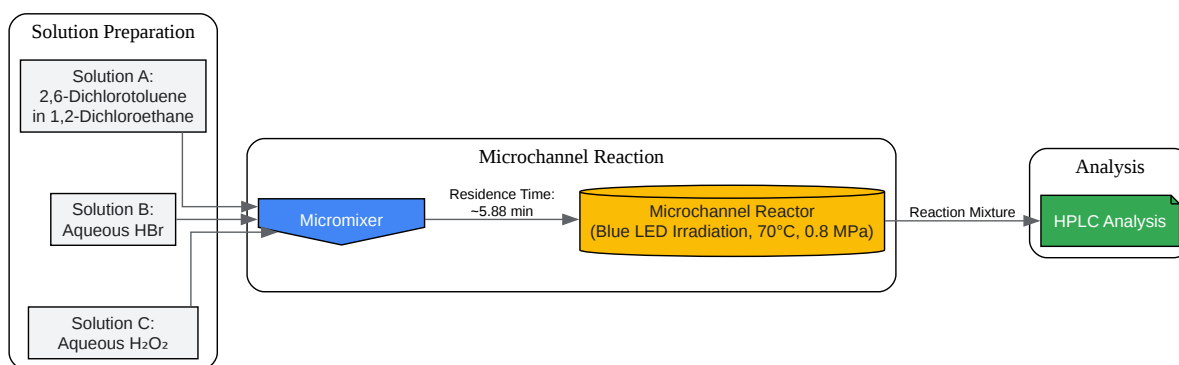 Solution Preparation
Solution A:
2,6-Dichlorotoluene
in 1,2-Dichloroethane
Solution B:
Aqueous HBr
Solution C:
Aqueous H₂O₂
Microchannel Reaction
Micromixer
Residence Time:
~5.88 min
Microchannel Reactor
(Blue LED Irradiation, 70°C, 0.8 MPa)
Reaction Mixture
Analysis
HPLC Analysis